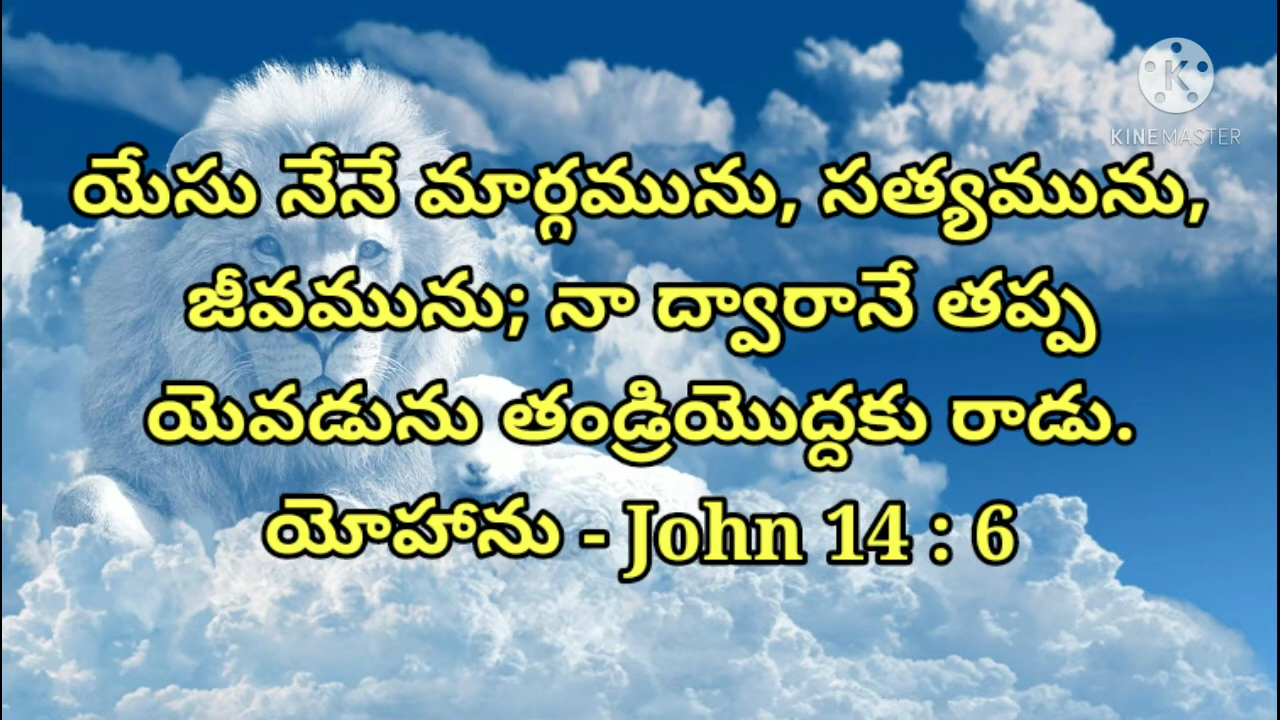 KINEMASTER
యేసు నేనే మార్గమును, సత్యమును,
జీవమును; నా ద్వారానే తప్ప
యెవడును తండ్రియొద్దకు రాడు.
యోహాను - John 14 : 6